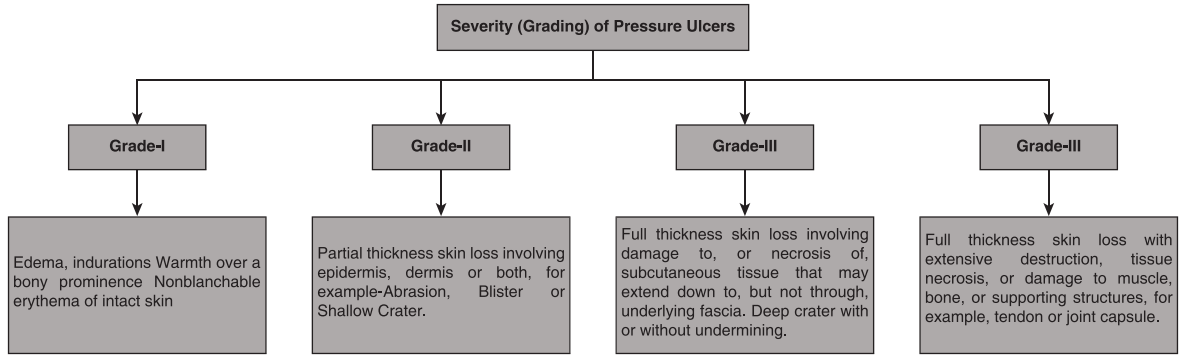 Severity (Grading) of Pressure Ulcers
Grade-I
Grade-II
Grade-III
Grade-III
Edema, indurations Warmth over a
bony prominence Nonblanchable
erythema of intact skin
Partial thickness skin loss involving
epidermis, dermis or both, for
example-Abrasion, Blister or
Shallow Crater.
Full thickness skin loss involving
damage to, or necrosis of,
subcutaneous tissue that may
extend down to, but not through,
underlying fascia. Deep crater with
or without undermining.
Full thickness skin loss with
extensive destruction, tissue
necrosis, or damage to muscle,
bone, or supporting structures, for
example, tendon or joint capsule.